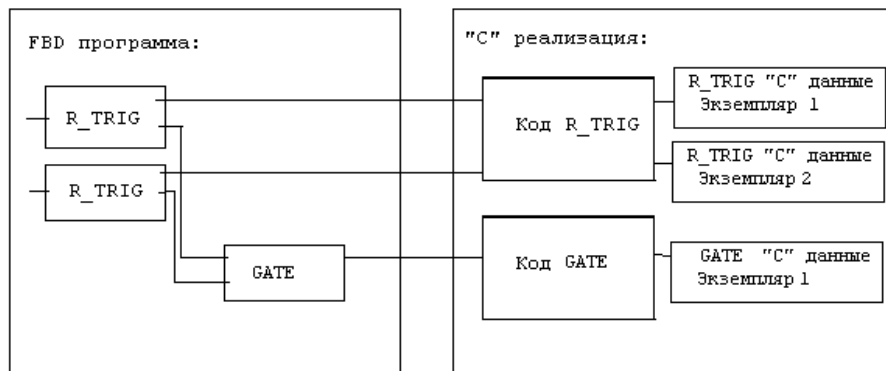 FBD программа:
R_TRIG
R_TRIG
GATE
"С" реализация:
Код R_TRIG
R_TRIG "С" данные
Экземпляр 1
R_TRIG "С" данные
Экземпляр 2
Код GATE
GATE "С" данные
Экземпляр 1